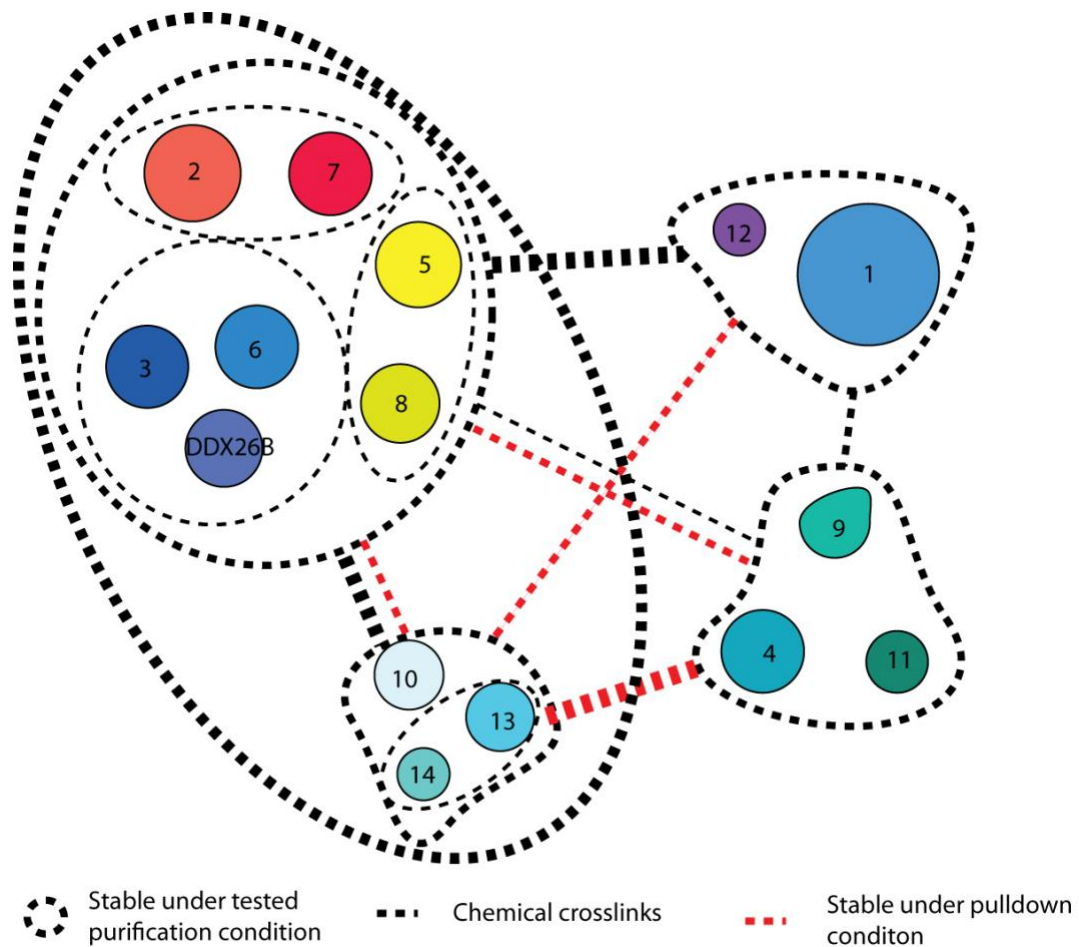 2
7
12
1
5
3
6
8
DDX26B
9
4
11
10
13
14
Stable under tested
purification condition
Chemical crosslinks
Stable under pulldown
conditon